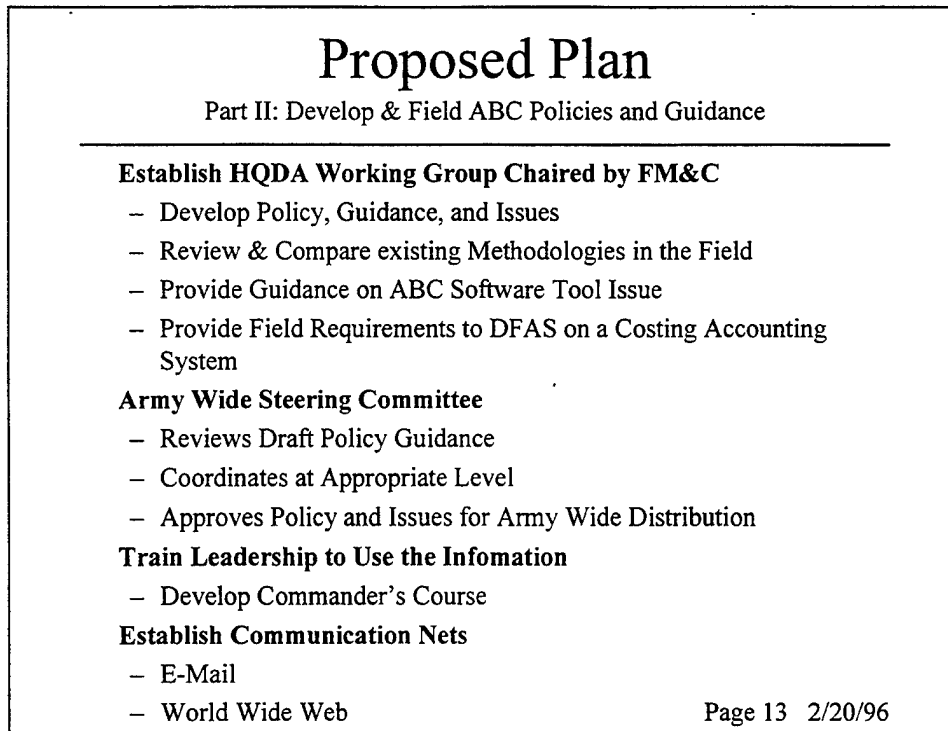 Proposed Plan
Part II: Develop & Field ABC Policies and Guidance
Establish HQDA Working Group Chaired by FM&C
– Develop Policy, Guidance, and Issues
– Review & Compare existing Methodologies in the Field
– Provide Guidance on ABC Software Tool Issue
– Provide Field Requirements to DFAS on a Costing Accounting
System
Army Wide Steering Committee
– Reviews Draft Policy Guidance
– Coordinates at Appropriate Level
– Approves Policy and Issues for Army Wide Distribution
Train Leadership to Use the Infomation
– Develop Commander's Course
Establish Communication Nets
– E-Mail
– World Wide Web Page 13 2/20/96